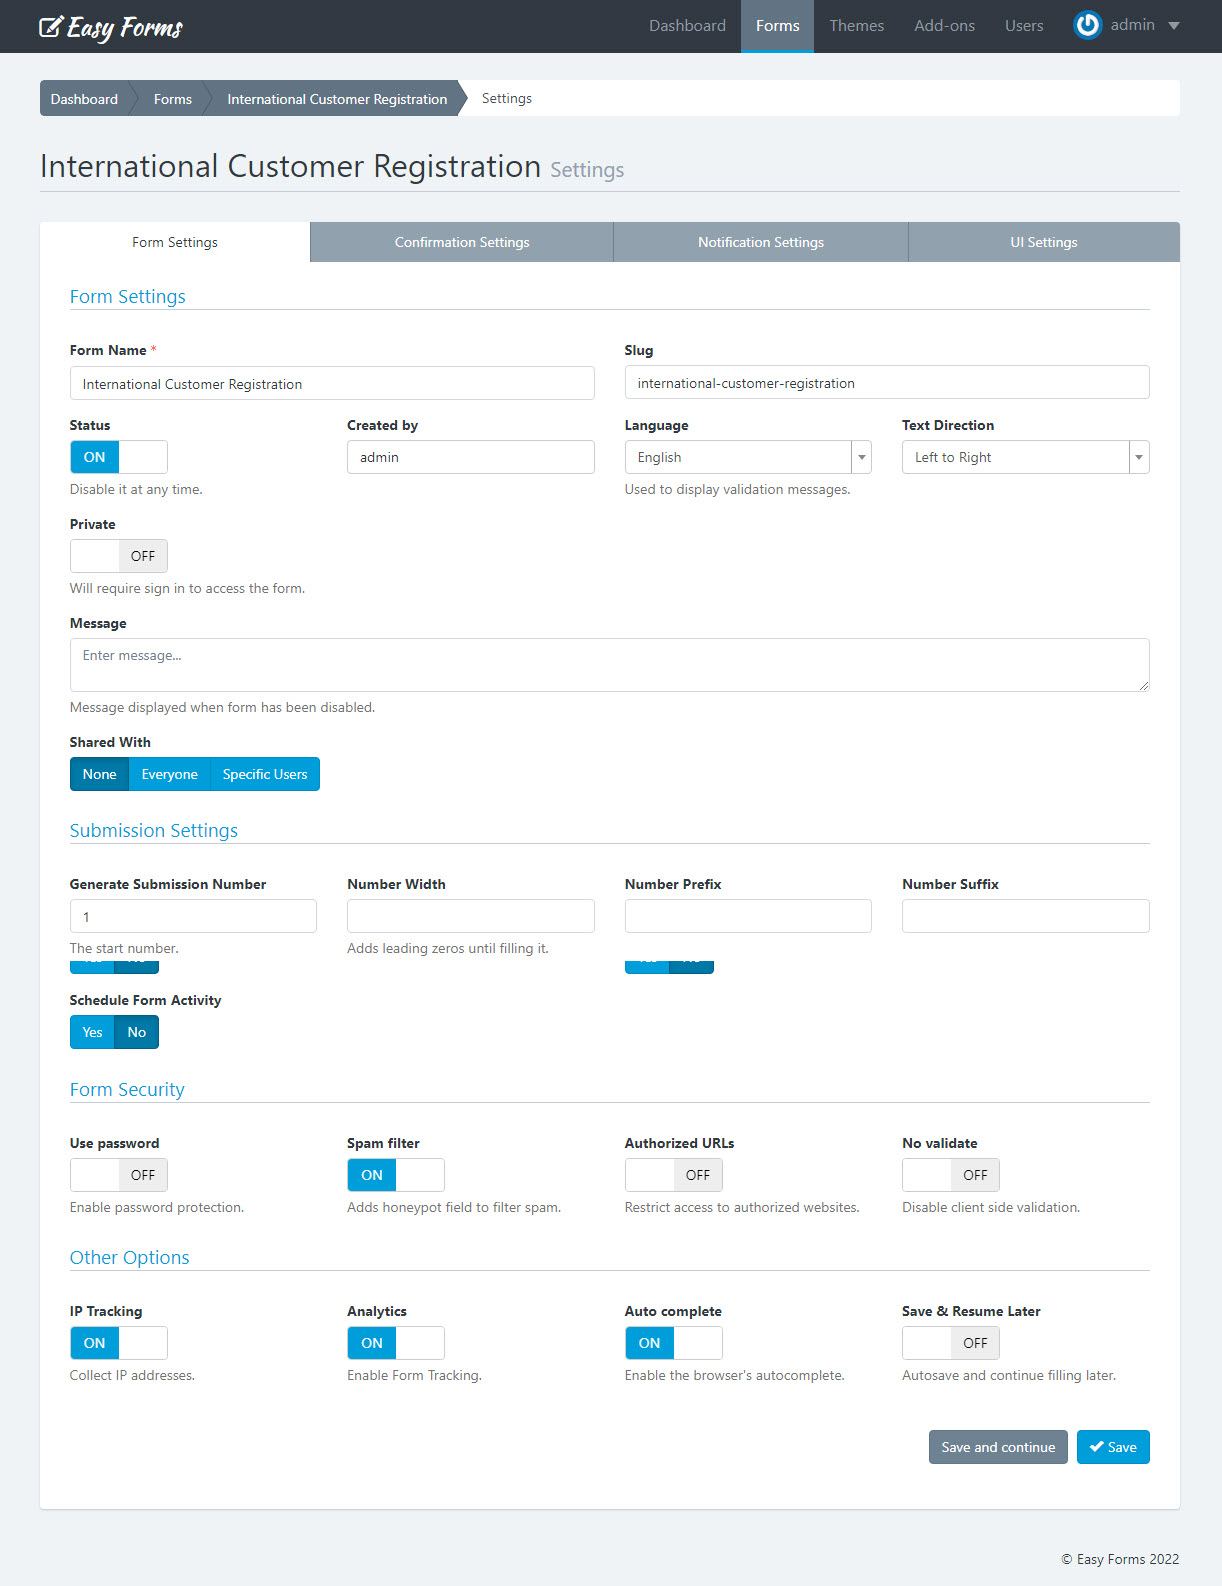 Easy Forms
Dashboard Forms Themes Add-ons Users admin
Dashboard Forms International Customer Registration Settings
International Customer Registration Settings
Form Settings Confirmation Settings Notification Settings UI Settings
Form Settings
Form Name * Slug
International Customer Registration international-customer-registration
Status Created by Language Text Direction
ON admin English Left to Right
Disable it at any time. Used to display validation messages.
Private
OFF
Will require sign in to access the form.
Message
Enter message...
Message displayed when form has been disabled.
Shared With
None Everyone Specific Users
Submission Settings
Generate Submission Number Number Width Number Prefix Number Suffix
1
The start number. Adds leading zeros until filling it.
Schedule Form Activity
Yes No
Form Security
Use password Spam filter Authorized URLs No validate
OFF ON OFF OFF
Enable password protection. Adds honeypot field to filter spam. Restrict access to authorized websites. Disable client side validation.
Other Options
IP Tracking Analytics Auto complete Save & Resume Later
ON ON ON OFF
Collect IP addresses. Enable Form Tracking. Enable the browser's autocomplete. Autosave and continue filling later.
Save and continue Save
© Easy Forms 2022